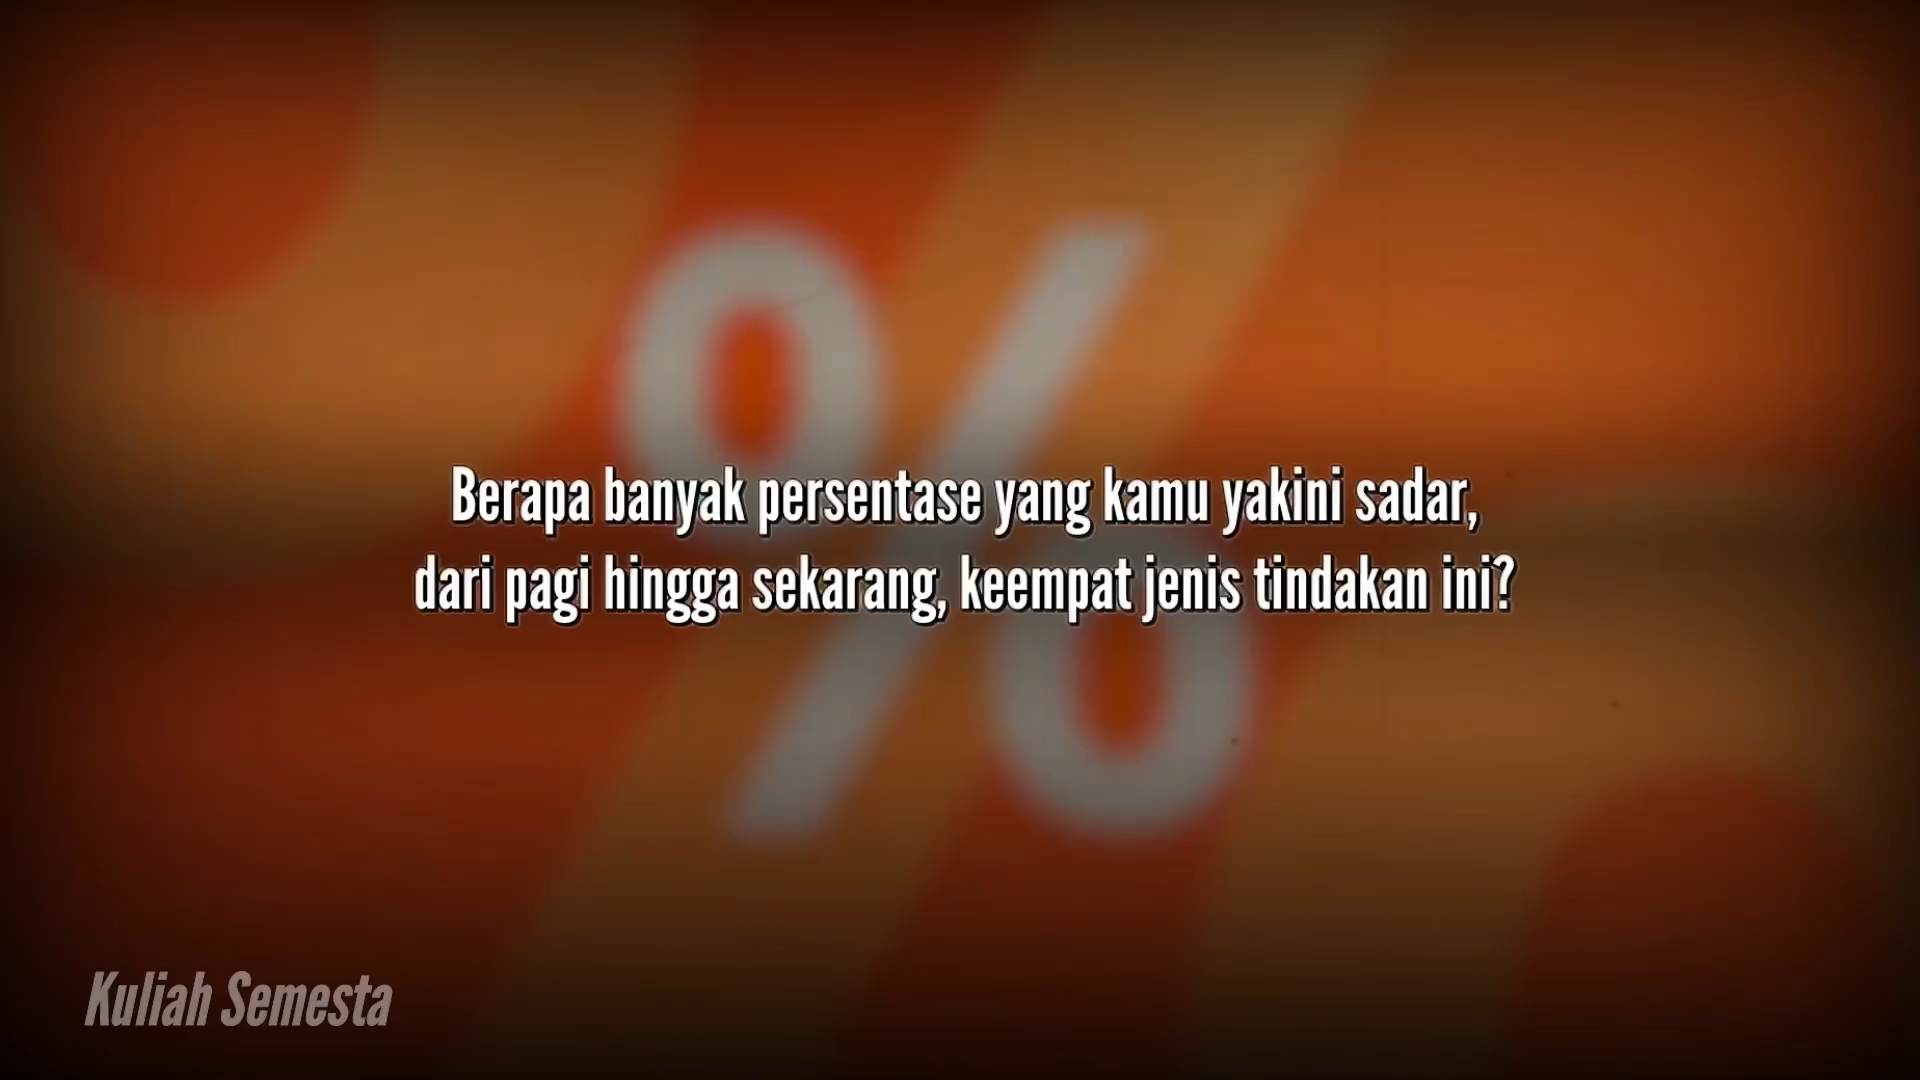 Berapa banyak persentase yang kamu yakini sadar,
dari pagi hingga sekarang, keempat jenis tindakan ini?
%
Kuliah Semesta